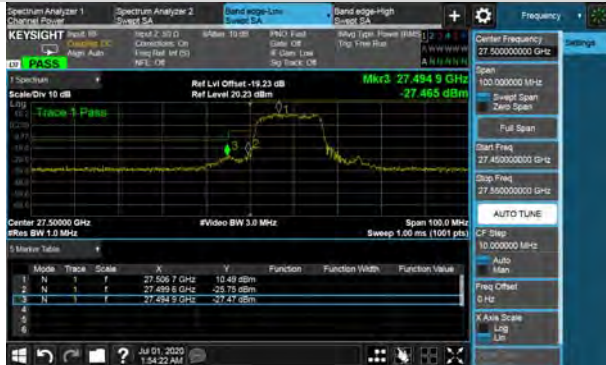 Spectrum Analyzer 1
Channel Power
Spectrum Analyzer 2
Swept SA
Band edge-Low
Swept SA
Band edge-High
Swept SA
+
Frequency
KEYSIGHT Input: RF
Coupling: DC
Align: Auto
Input Z: 50 Ω
Corrections: On
Freq Ref: Int (S)
NFE: Off
#Atten: 10 dB
PNO: Fast
Gate: Off
IF Gain: Low
Sig Track: Off
Trig: Free Run
PASS
1 Spectrum
Scale/Div 10 dB
Log
Ref Lvl Offset -19.23 dB
Ref Level 20.23 dBm
Mkr3 27.494 9 GHz
-27.465 dBm
Trace 1 Pass
Center 27.50000 GHz
#Res BW 1.0 MHz
#Video BW 3.0 MHz
Span 100.0 MHz
Sweep 1.00 ms (1001 pts)
5 Marker Table
Mode Trace Scale X Y Function Function Width Function Value
1 N 1 f 27.506 7 GHz 10.49 dBm
2 N 1 f 27.499 6 GHz -25.75 dBm
3 N 1 f 27.494 9 GHz -27.47 dBm
4
5
6
Center Frequency
27.500000000 GHz
Settings
Span
100.000000 MHz
Swept Span
Zero Span
Full Span
Start Freq
27.450000000 GHz
Stop Freq
27.550000000 GHz
AUTO TUNE
CF Step
10.000000 MHz
Auto
Man
Freq Offset
0 Hz
X Axis Scale
Log
Lin
?
Jul 01, 2020
1:54:22 AM